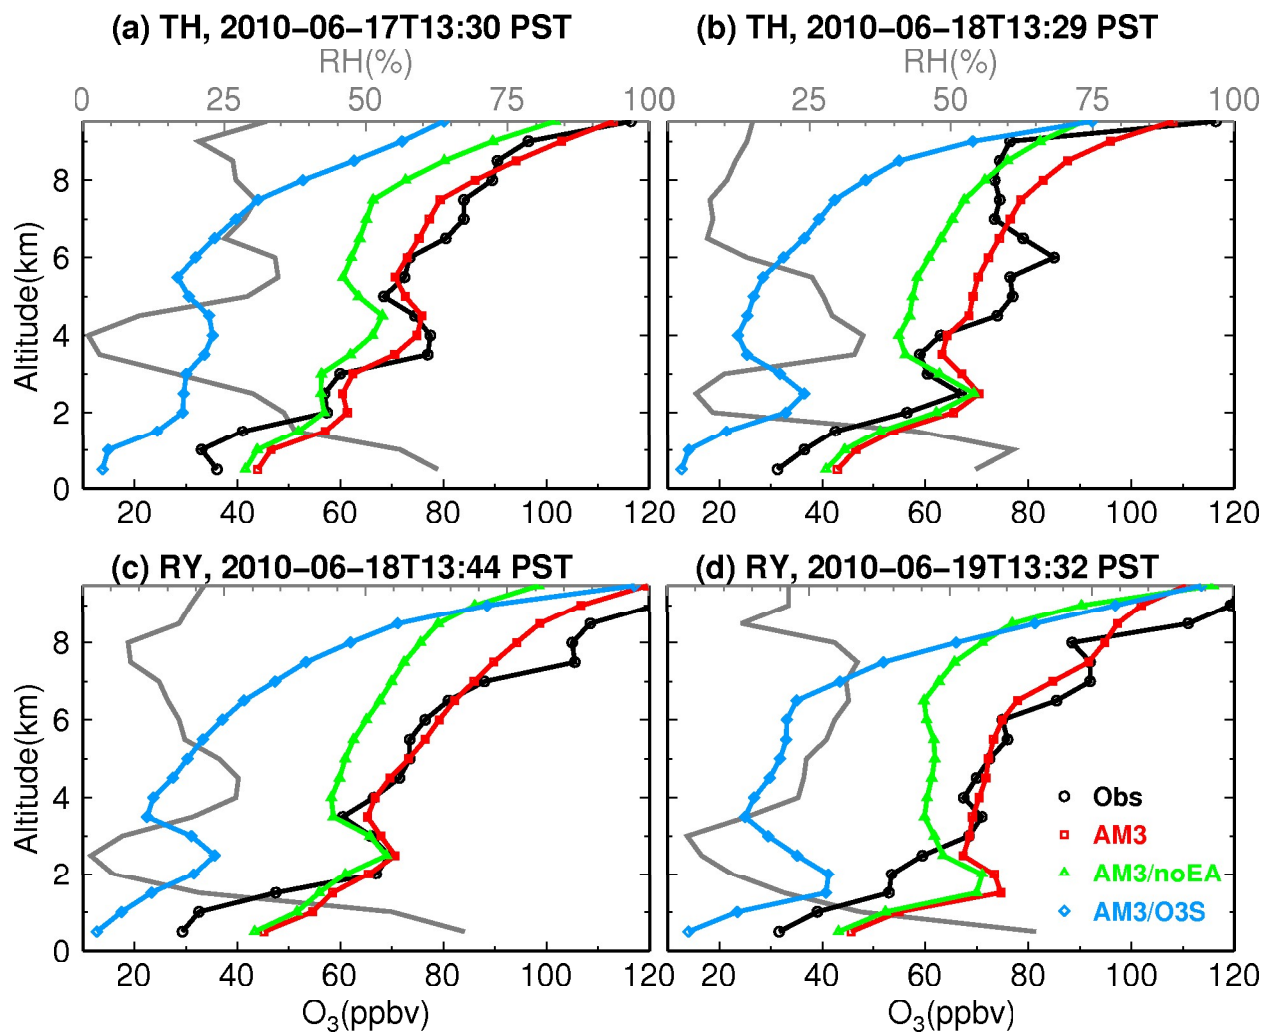 (a) TH, 2010−06−17T13:30 PST
(b) TH, 2010−06−18T13:29 PST
RH(%)
RH(%)
0 25 50 75 100
25 50 75 100
Altitude(km)
8
6
4
2
0
20 40 60 80 100 120
20 40 60 80 100 120
(c) RY, 2010−06−18T13:44 PST
(d) RY, 2010−06−19T13:32 PST
Altitude(km)
8
6
4
2
0
Obs
AM3
AM3/noEA
AM3/O3S
20 40 60 80 100 120
20 40 60 80 100 120
O₃(ppbv)
O₃(ppbv)